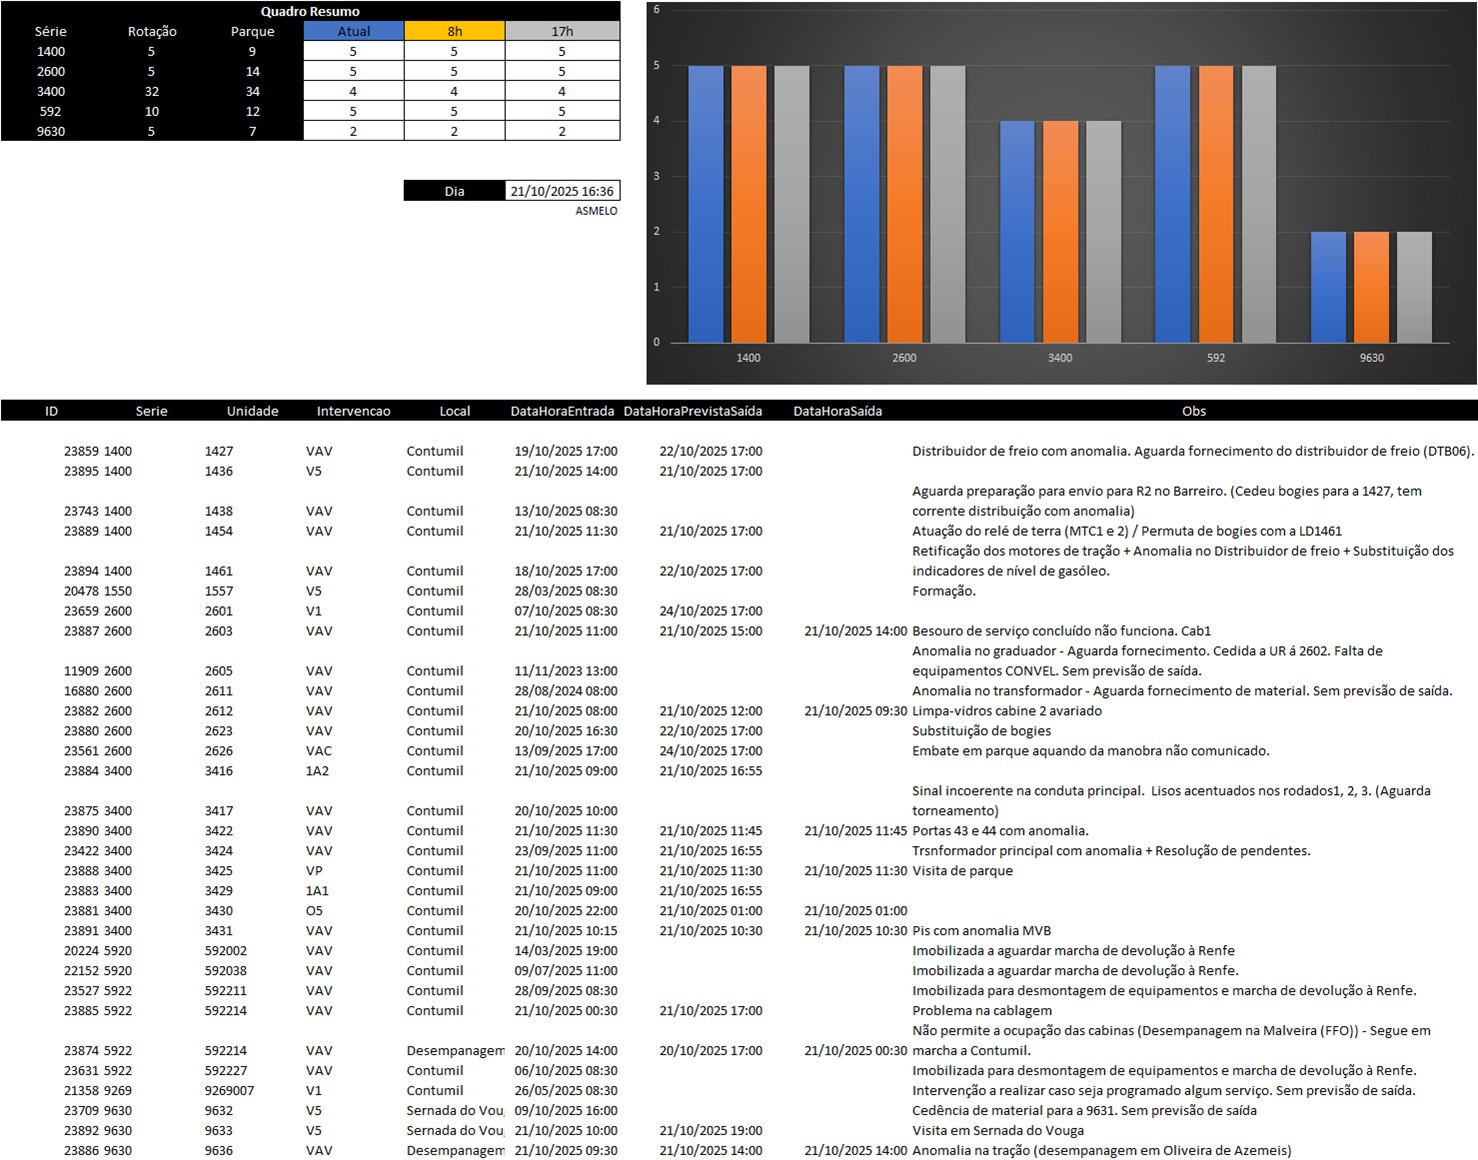 Quadro Resumo
Série Rotação Parque Atual 8h 17h
1400 5 9 5 5 5
2600 5 14 5 5 5
3400 32 34 4 4 4
592 10 12 5 5 5
9630 5 7 2 2 2
Dia 21/10/2025 16:36
ASMELO
6
5
4
3
2
1
0
1400 2600 3400 592 9630
ID Serie Unidade Intervencao Local DataHoraEntrada DataHoraPrevistaSaída DataHoraSaída Obs
23859 1400 1427 VAV Contumil 19/10/2025 17:00 22/10/2025 17:00 Distribuidor de freio com anomalia. Aguarda fornecimento do distribuidor de freio (DTB06).
23895 1400 1436 V5 Contumil 21/10/2025 14:00 21/10/2025 17:00
Aguarda preparação para envio para R2 no Barreiro. (Cedeu bogies para a 1427, tem
23743 1400 1438 VAV Contumil 13/10/2025 08:30 corrente distribuição com anomalia)
23889 1400 1454 VAV Contumil 21/10/2025 11:30 21/10/2025 17:00 Atuação do relé de terra (MTC1 e 2) / Permuta de bogies com a LD1461
Retificação dos motores de tração + Anomalia no Distribuidor de freio + Substituição dos
23894 1400 1461 VAV Contumil 18/10/2025 17:00 22/10/2025 17:00 indicadores de nível de gasóleo.
20478 1550 1557 V5 Contumil 28/03/2025 08:30 Formação.
23659 2600 2601 V1 Contumil 07/10/2025 08:30 24/10/2025 17:00
23887 2600 2603 VAV Contumil 21/10/2025 11:00 21/10/2025 15:00 21/10/2025 14:00 Besouro de serviço concluído não funciona. Cab1
Anomalia no graduador - Aguarda fornecimento. Cedida a UR á 2602. Falta de
11909 2600 2605 VAV Contumil 11/11/2023 13:00 equipamentos CONVEL. Sem previsão de saída.
16880 2600 2611 VAV Contumil 28/08/2024 08:00 Anomalia no transformador - Aguarda fornecimento de material. Sem previsão de saída.
23882 2600 2612 VAV Contumil 21/10/2025 08:00 21/10/2025 12:00 21/10/2025 09:30 Limpa-vidros cabine 2 avariado
23880 2600 2623 VAV Contumil 20/10/2025 16:30 22/10/2025 17:00 Substituição de bogies
23561 2600 2626 VAC Contumil 13/09/2025 17:00 24/10/2025 17:00 Embate em parque aquando da manobra não comunicado.
23884 3400 3416 1A2 Contumil 21/10/2025 09:00 21/10/2025 16:55
Sinal incoerente na conduta principal. Lisos acentuados nos rodados1, 2, 3. (Aguarda
23875 3400 3417 VAV Contumil 20/10/2025 10:00 torneamento)
23890 3400 3422 VAV Contumil 21/10/2025 11:30 21/10/2025 11:45 21/10/2025 11:45 Portas 43 e 44 com anomalia.
23422 3400 3424 VAV Contumil 23/09/2025 11:00 21/10/2025 16:55 Trsnformador principal com anomalia + Resolução de pendentes.
23888 3400 3425 VP Contumil 21/10/2025 11:00 21/10/2025 11:30 21/10/2025 11:30 Visita de parque
23883 3400 3429 1A1 Contumil 21/10/2025 09:00 21/10/2025 16:55
23881 3400 3430 O5 Contumil 20/10/2025 22:00 21/10/2025 01:00 21/10/2025 01:00
23891 3400 3431 VAV Contumil 21/10/2025 10:15 21/10/2025 10:30 21/10/2025 10:30 Pis com anomalia MVB
20224 5920 592002 VAV Contumil 14/03/2025 19:00 Imobilizada a aguardar marcha de devolução à Renfe
22152 5920 592038 VAV Contumil 09/07/2025 11:00 Imobilizada a aguardar marcha de devolução à Renfe.
23527 5922 592211 VAV Contumil 28/09/2025 08:30 Imobilizada para desmontagem de equipamentos e marcha de devolução à Renfe.
23885 5922 592214 VAV Contumil 21/10/2025 00:30 21/10/2025 17:00 Problema na cablagem
Não permite a ocupação das cabinas (Desempanagem na Malveira (FFO)) - Segue em
23874 5922 592214 VAV Desempanagem 20/10/2025 14:00 20/10/2025 17:00 21/10/2025 00:30 marcha a Contumil.
23631 5922 592227 VAV Contumil 06/10/2025 08:30 Imobilizada para desmontagem de equipamentos e marcha de devolução à Renfe.
21358 9269 9269007 V1 Contumil 26/05/2025 08:30 Intervenção a realizar caso seja programado algum serviço. Sem previsão de saída.
23709 9630 9632 V5 Sernada do Vou 09/10/2025 16:00 Cedência de material para a 9631. Sem previsão de saída
23892 9630 9633 V5 Sernada do Vou 21/10/2025 10:00 21/10/2025 19:00 Visita em Sernada do Vouga
23886 9630 9636 VAV Desempanagem 21/10/2025 09:30 21/10/2025 14:00 21/10/2025 14:00 Anomalia na tração (desempanagem em Oliveira de Azemeis)